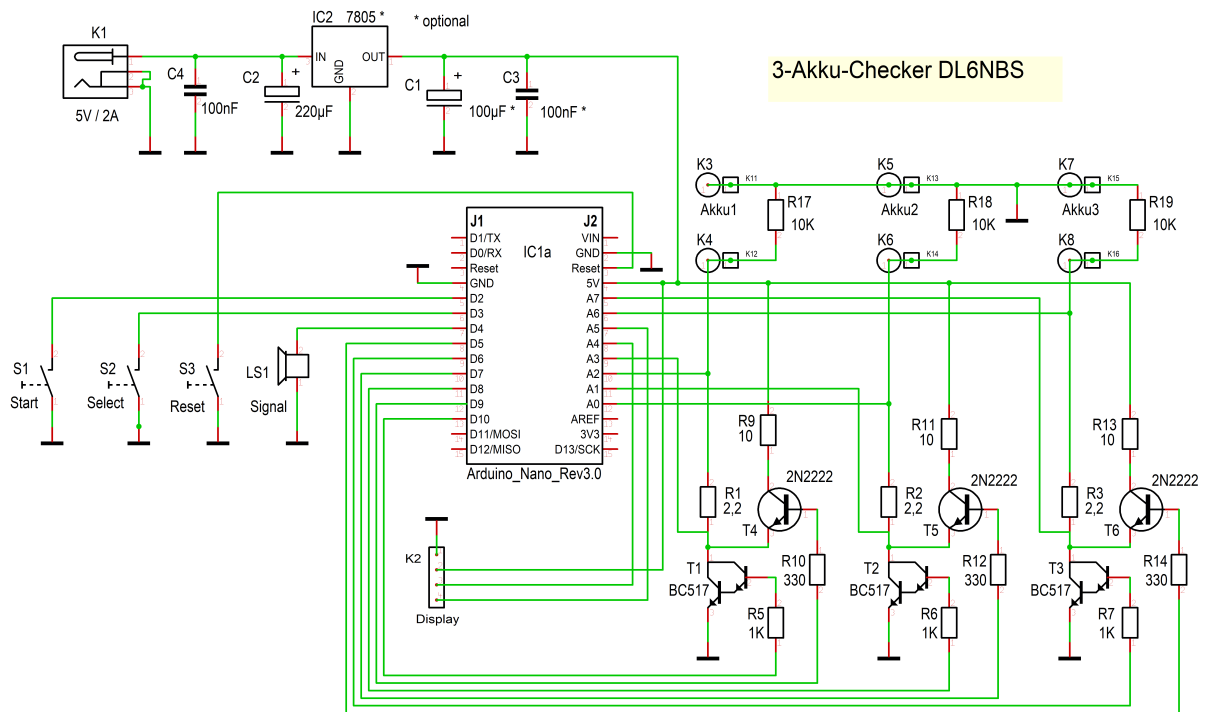 K1
5V / 2A
C4
100nF
C2
+
220µF
IC2 7805 *
* optional
IN
OUT
GND
C1
+
100µF *
C3
100nF *
3-Akku-Checker DL6NBS
K3
K11
Akku1
R17
10K
K4
K12
K5
K13
Akku2
R18
10K
K6
K14
K7
K15
Akku3
R19
10K
K8
K16
J1
J2
IC1a
D1/TX
D0/RX
Reset
GND
D2
D3
D4
D5
D6
D7
D8
D9
D10
D11/MOSI
D12/MISO
VIN
GND
Reset
5V
A7
A6
A5
A4
A3
A2
A1
A0
AREF
3V3
D13/SCK
Arduino_Nano_Rev3.0
S1
Start
S2
Select
S3
Reset
LS1
Signal
K2
Display
R9
10
R11
10
R13
10
2N2222
2N2222
2N2222
R1
2,2
T4
R2
2,2
T5
R3
2,2
T6
T1
BC517
R10
330
T2
BC517
R12
330
T3
BC517
R14
330
R5
1K
R6
1K
R7
1K